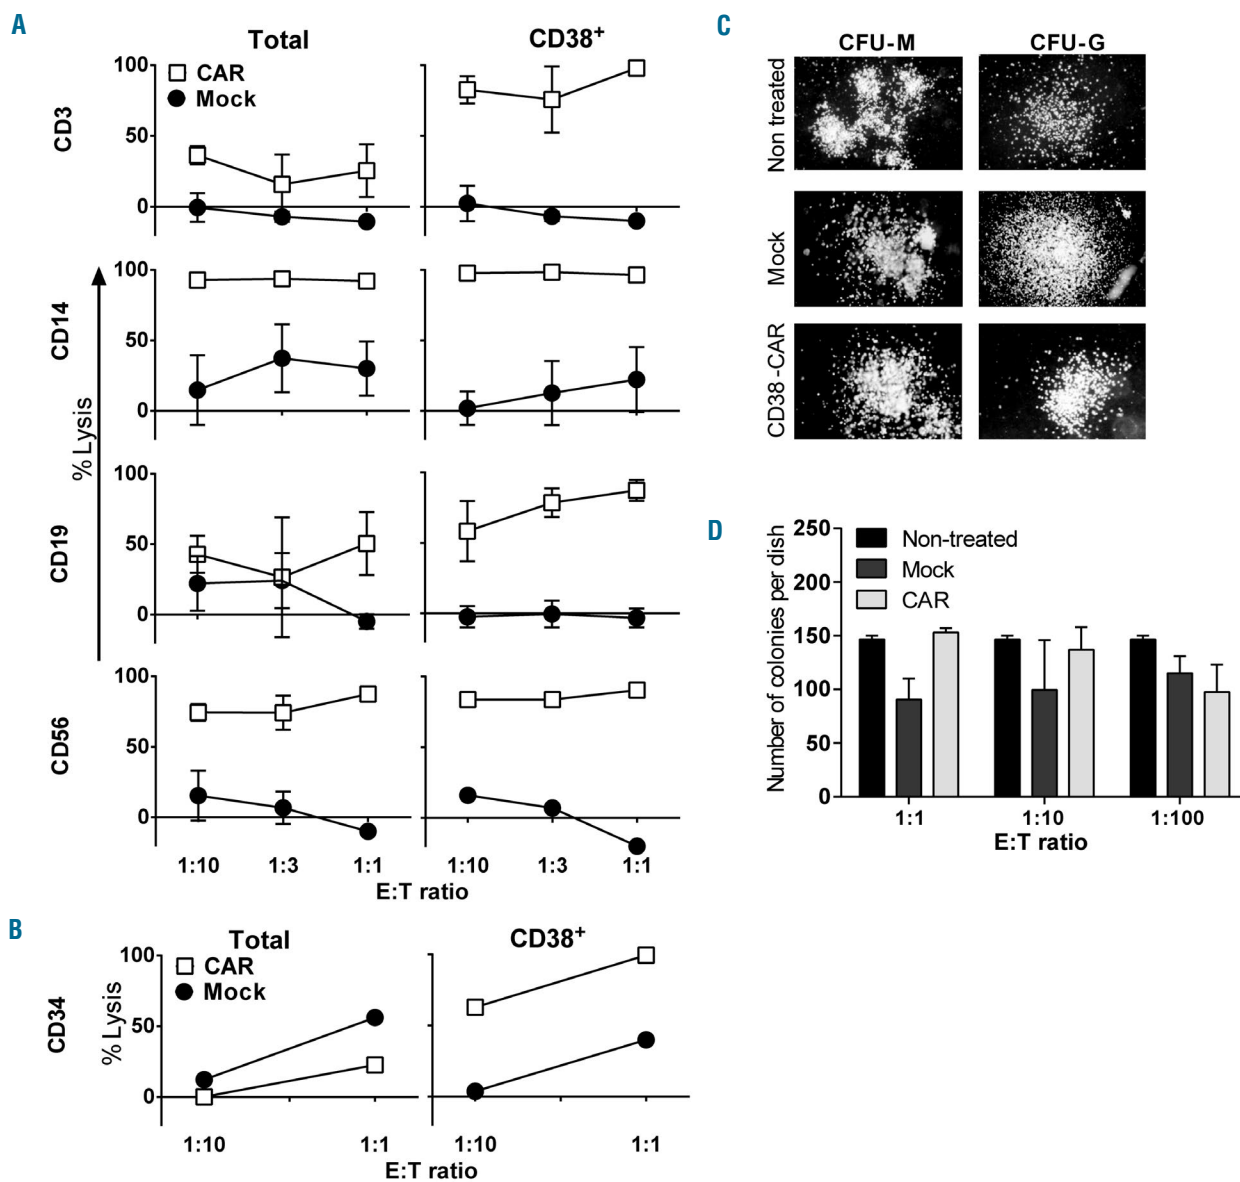 A
Total
CD38+
CAR
Mock
CD3
100
50
0
CD14
100
50
0
% Lysis
CD19
100
50
0
CD56
100
50
0
1:10 1:3 1:1 1:10 1:3 1:1
E:T ratio
B
Total
CD38+
CAR
Mock
CD34
% Lysis
100
50
0
1:10 1:1 1:10 1:1
E:T ratio
C
CFU-M CFU-G
Non treated
Mock
CD38-CAR
D
Number of colonies per dish
250
200
150
100
50
0
Non-treated
Mock
CAR
1:1 1:10 1:100
E:T ratio